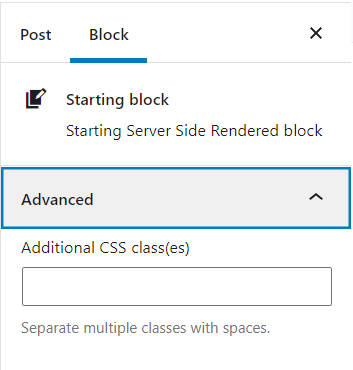 Post Block
Starting block
Starting Server Side Rendered block
Advanced
Additional CSS class(es)
Separate multiple classes with spaces.